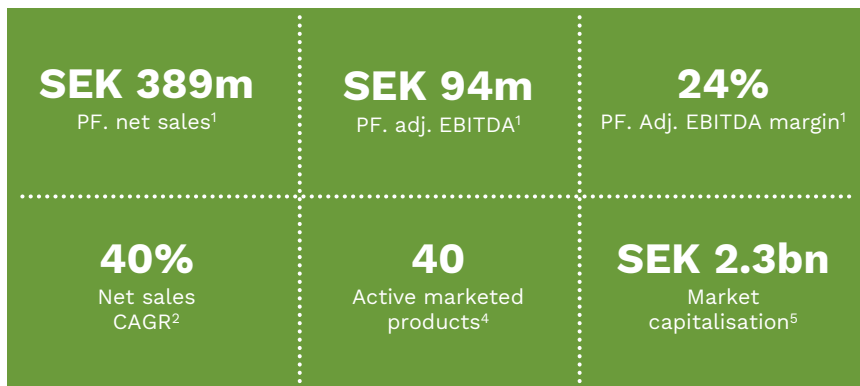 SEK 389m
PF. net sales¹
SEK 94m
PF. adj. EBITDA¹
24%
PF. Adj. EBITDA margin¹
40%
Net sales
CAGR²
40
Active marketed
products⁴
SEK 2.3bn
Market
capitalisation⁵